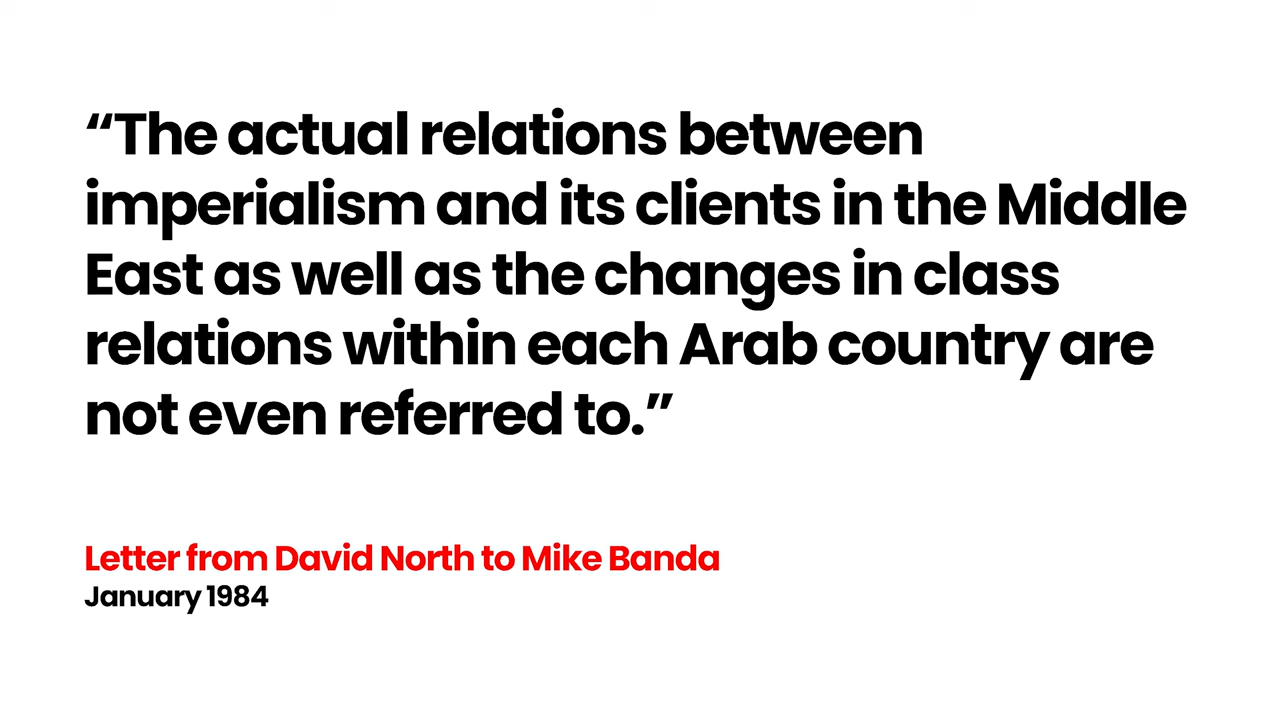 “The actual relations between
imperialism and its clients in the Middle
East as well as the changes in class
relations within each Arab country are
not even referred to.”
Letter from David North to Mike Banda
January 1984